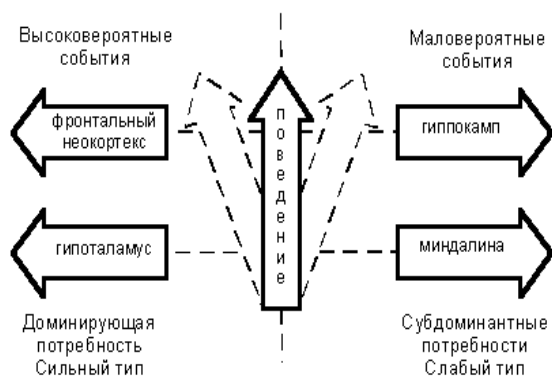 Высоковероятные
события
Маловероятные
события
фронтальный
неокортекс
поведение
гиппокамп
гипоталамус
миндалина
Доминирующая
потребность
Сильный тип
Субдоминантные
потребности
Слабый тип